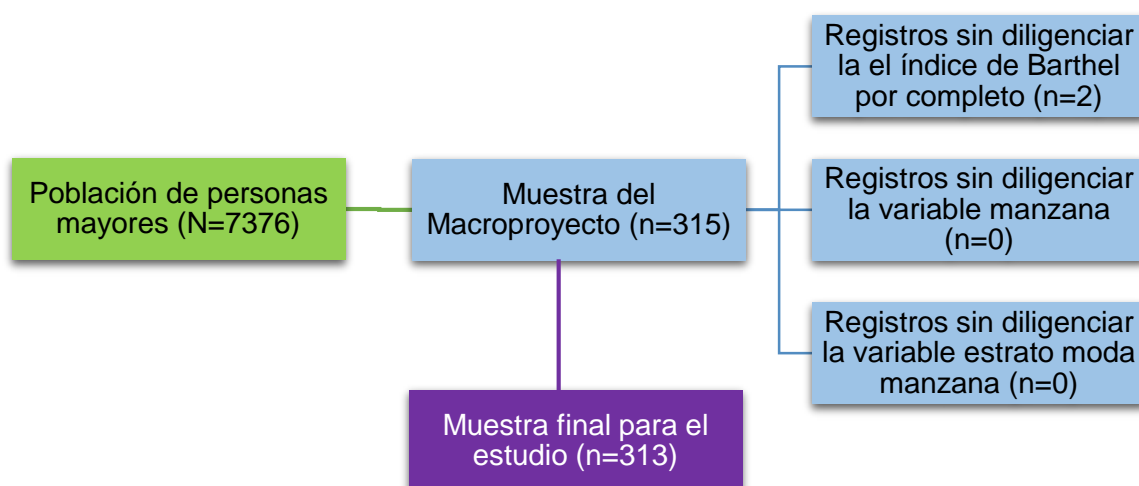 Población de personas
mayores (N=7376)
Muestra del
Macroproyecto (n=315)
Registros sin diligenciar
la el índice de Barthel
por completo (n=2)
Registros sin diligenciar
la variable manzana
(n=0)
Registros sin diligenciar
la variable estrato moda
manzana (n=0)
Muestra final para el
estudio (n=313)